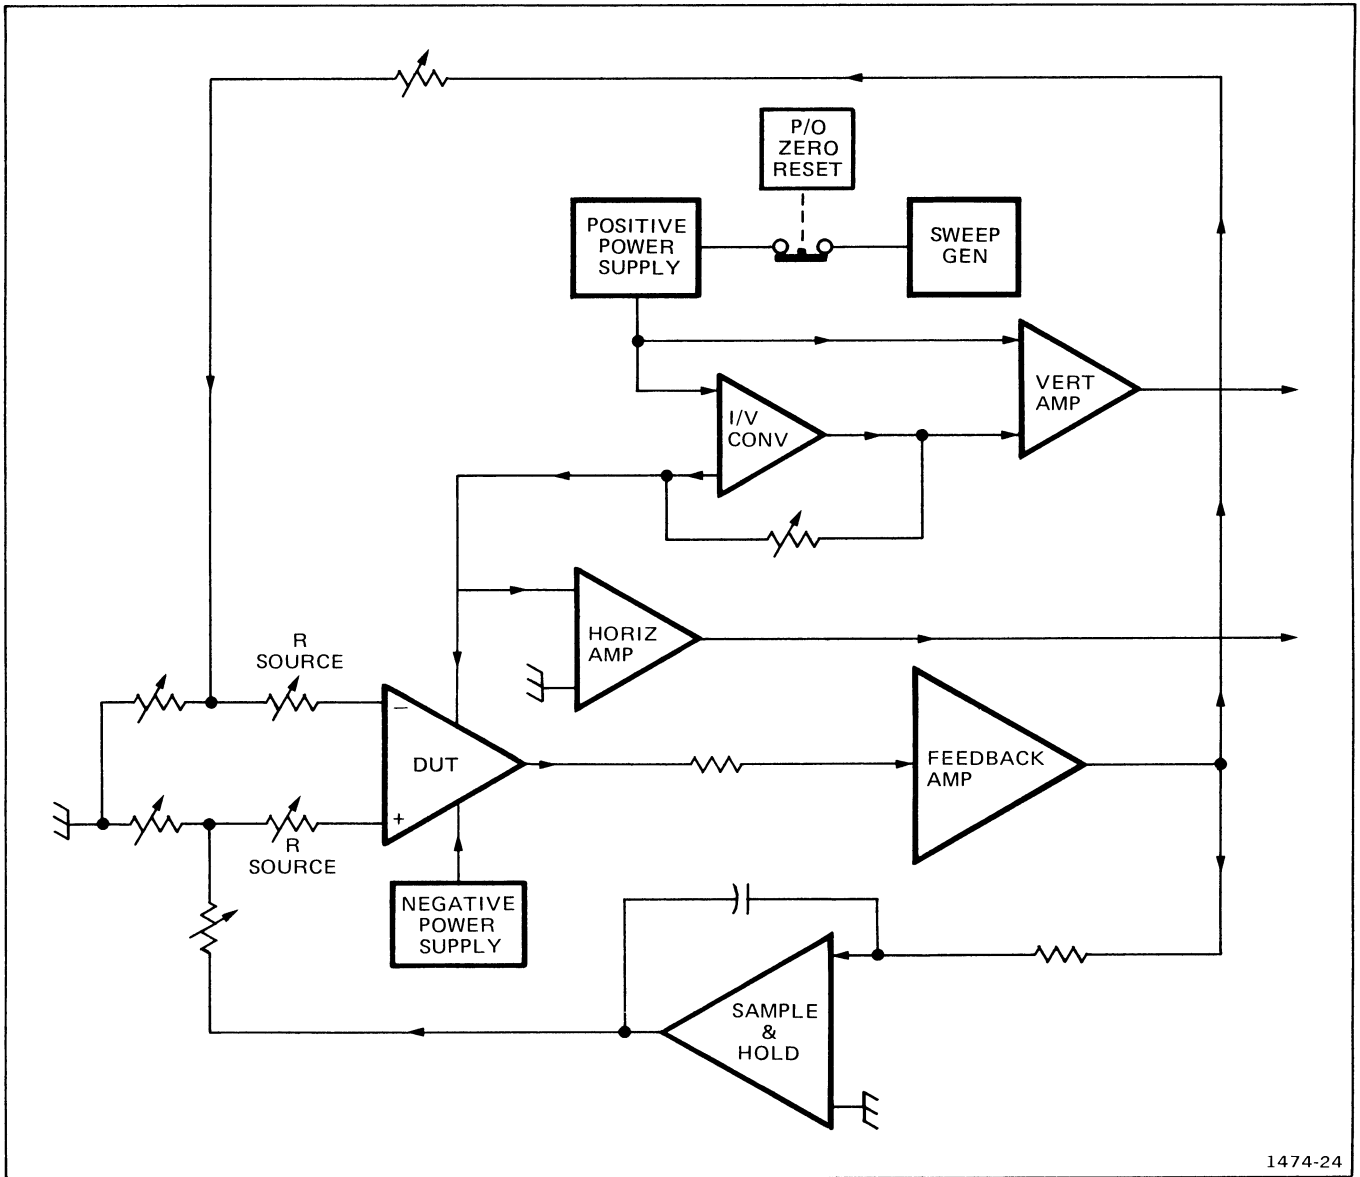 P/O
ZERO
RESET
POSITIVE
POWER
SUPPLY
SWEEP
GEN
VERT
AMP
I/V
CONV
HORIZ
AMP
R
SOURCE
−
DUT
+
FEEDBACK
AMP
R
SOURCE
NEGATIVE
POWER
SUPPLY
SAMPLE
&
HOLD
1474-24